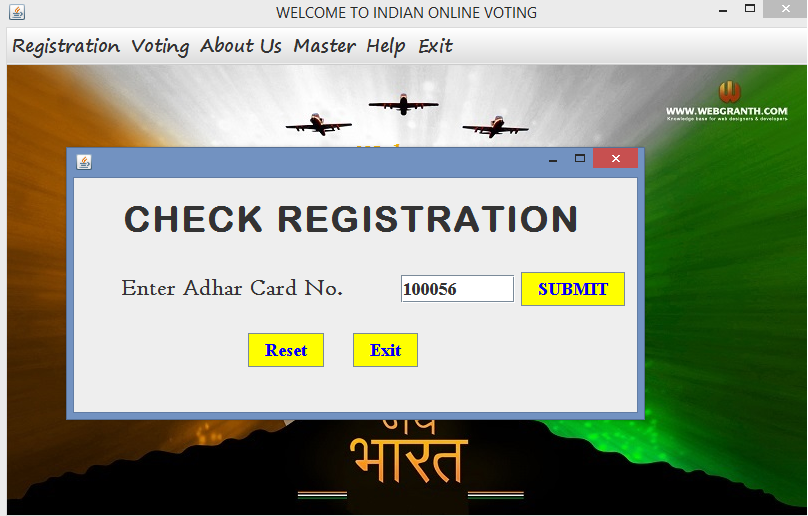 WELCOME TO INDIAN ONLINE VOTING
Registration Voting About Us Master Help Exit
WWW.WEBGRANTH.COM
Knowledge base for web designers & developers
CHECK REGISTRATION
Enter Adhar Card No. 100056 SUBMIT
Reset Exit
जय
भारत